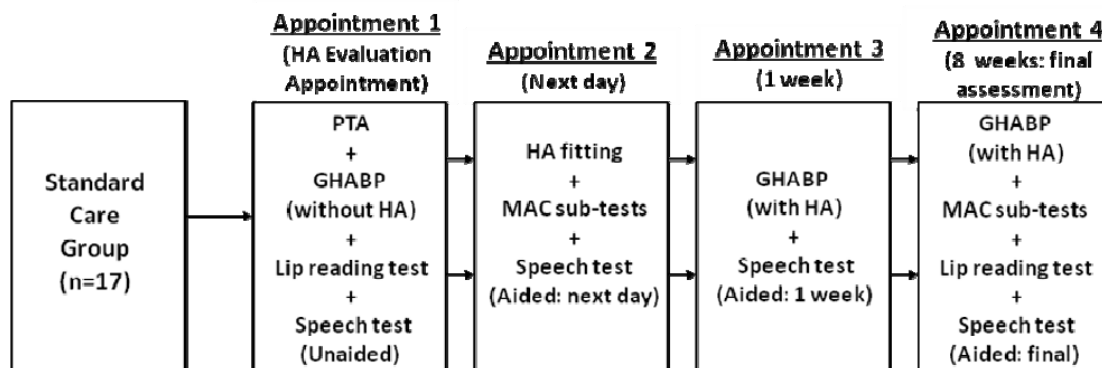 Standard
Care
Group
(n=17)
Appointment 1
(HA Evaluation
Appointment)
PTA
+
GHABP
(without HA)
+
Lip reading test
+
Speech test
(Unaided)
Appointment 2
(Next day)
HA fitting
+
MAC sub-tests
+
Speech test
(Aided: next day)
Appointment 3
(1 week)
GHABP
(with HA)
+
Speech test
(Aided: 1 week)
Appointment 4
(8 weeks: final
assessment)
GHABP
(with HA)
+
MAC sub-tests
+
Lip reading test
+
Speech test
(Aided: final)